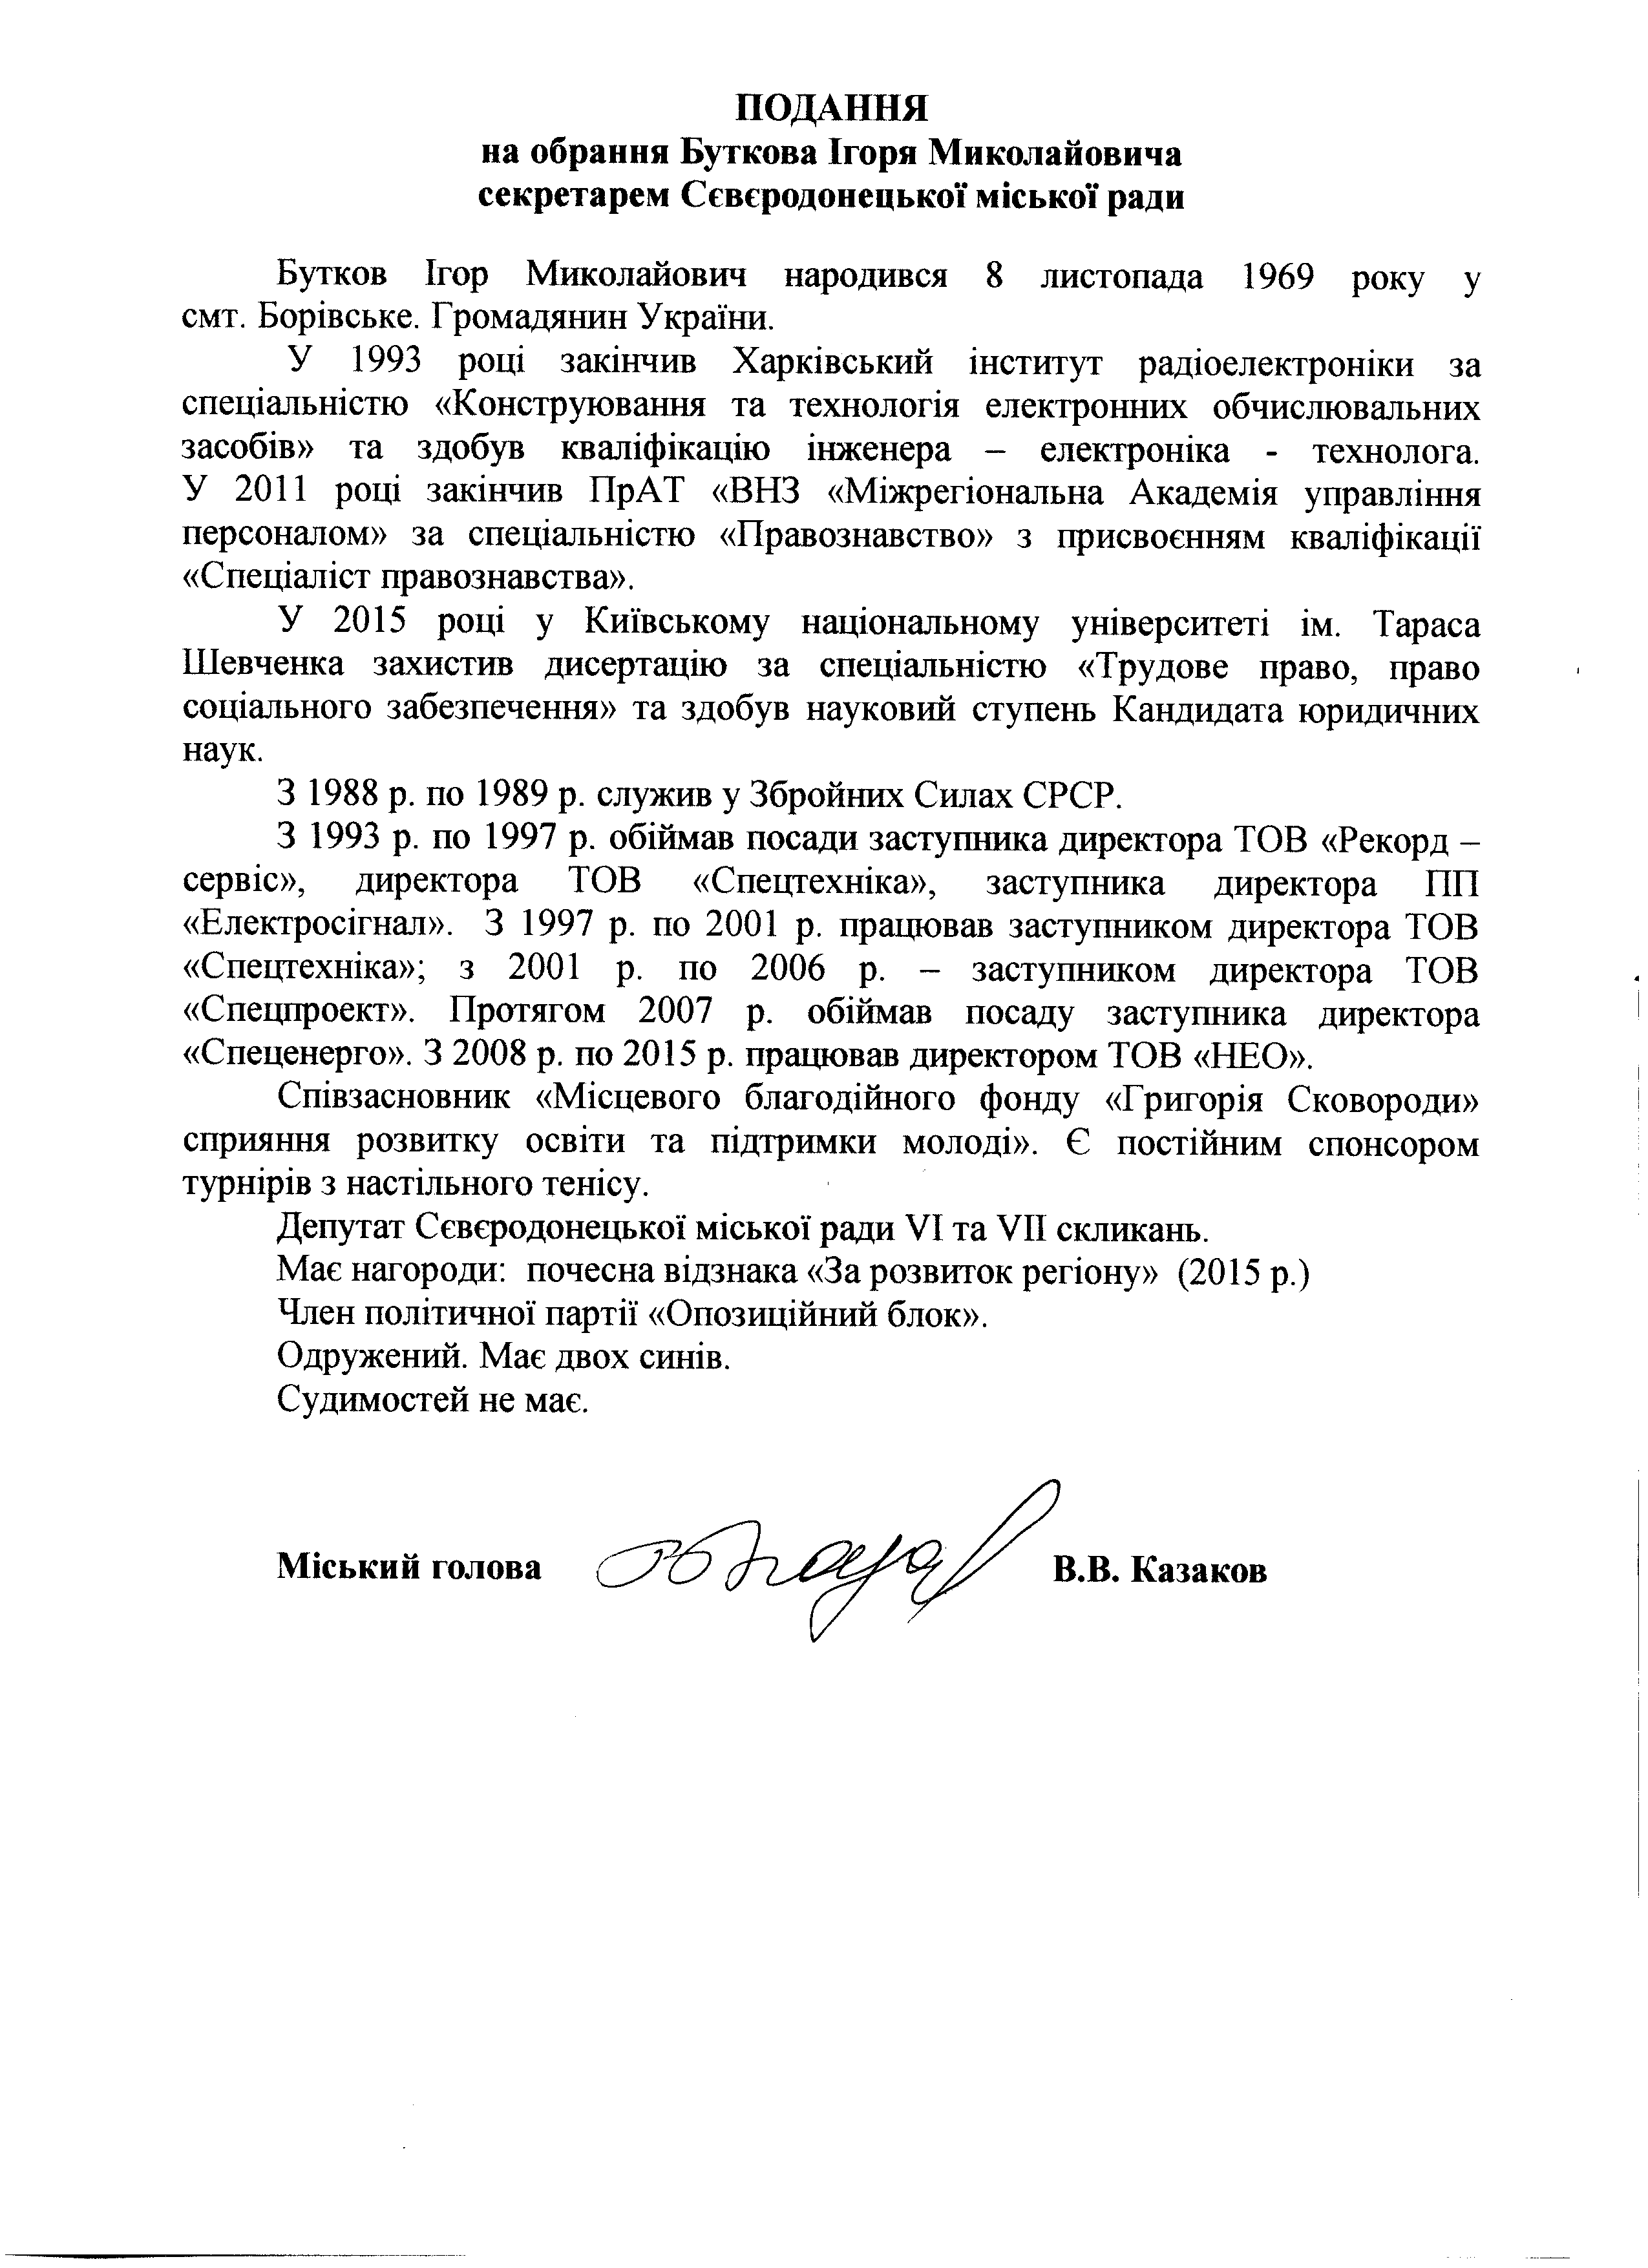 ПОДАННЯ
на обрання Буткова Ігоря Миколайовича
секретарем Сєвєродонецької міської ради
Бутков Ігор Миколайович народився 8 листопада 1969 року у
смт. Борівське. Громадянин України.
У 1993 році закінчив Харківський інститут радіоелектроніки за
спеціальністю «Конструювання та технологія електронних обчислювальних
засобів» та здобув кваліфікацію інженера – електроніка - технолога.
У 2011 році закінчив ПрАТ «ВНЗ «Міжрегіональна Академія управління
персоналом» за спеціальністю «Правознавство» з присвоєнням кваліфікації
«Спеціаліст правознавства».
У 2015 році у Київському національному університеті ім. Тараса
Шевченка захистив дисертацію за спеціальністю «Трудове право, право
соціального забезпечення» та здобув науковий ступень Кандидата юридичних
наук.
З 1988 р. по 1989 р. служив у Збройних Силах СРСР.
З 1993 р. по 1997 р. обіймав посади заступника директора ТОВ «Рекорд –
сервіс», директора ТОВ «Спецтехніка», заступника директора ПП
«Електросігнал». З 1997 р. по 2001 р. працював заступником директора ТОВ
«Спецтехніка»; з 2001 р. по 2006 р. – заступником директора ТОВ
«Спецпроект». Протягом 2007 р. обіймав посаду заступника директора
«Спеценерго». З 2008 р. по 2015 р. працював директором ТОВ «НЕО».
Співзасновник «Місцевого благодійного фонду «Григорія Сковороди»
сприяння розвитку освіти та підтримки молоді». Є постійним спонсором
турнірів з настільного тенісу.
Депутат Сєвєродонецької міської ради VI та VII скликань.
Має нагороди: почесна відзнака «За розвиток регіону» (2015 р.)
Член політичної партії «Опозиційний блок».
Одружений. Має двох синів.
Судимостей не має.
Міський голова В.В. Казаков